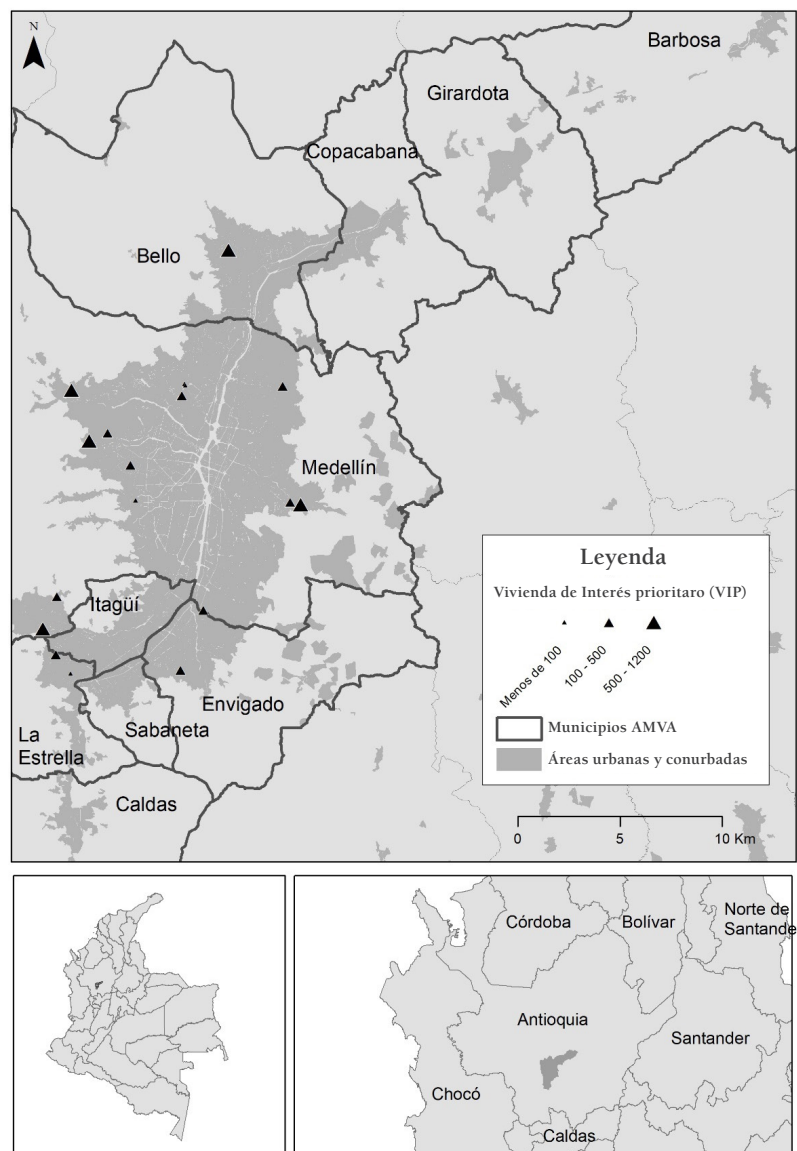 N
Barbosa
Girardota
Copacabana
Bello
Medellín
Itagüí
Envigado
Sabaneta
La
Estrella
Caldas
Leyenda
Vivienda de Interés prioritaro (VIP)
Menos de 100
100 - 500
500 - 1200
Municipios AMVA
Áreas urbanas y conurbadas
0 5 10 Km
Córdoba
Bolívar
Norte de
Santande
Antioquia
Santander
Chocó
Caldas